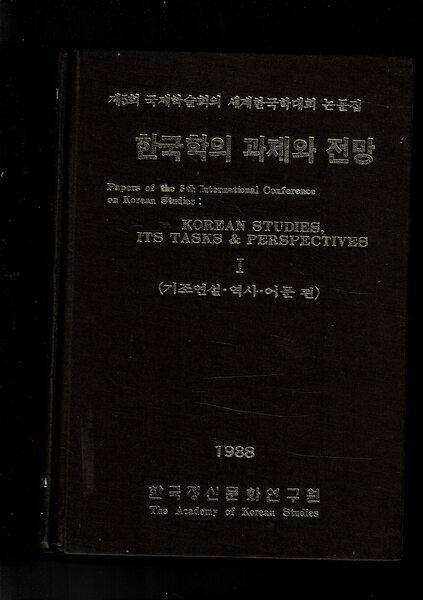 제5회 국제학술회의 세계한국학대회 논문집
한국학의 과제와 전망
Papers of the 5th International Conference
on Korean Studies:
KOREAN STUDIES,
ITS TASKS & PERSPECTIVES
I
(기조연설·역사·어문 편)
1988
한국정신문화연구원
The Academy of Korean Studies